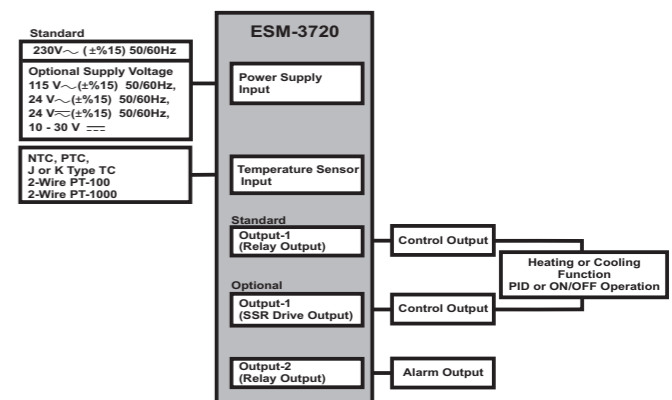 Standard
230V∼ (±%15) 50/60Hz
Optional Supply Voltage
115 V∼(±%15) 50/60Hz,
24 V∼(±%15) 50/60Hz,
24 V⏦(±%15) 50/60Hz,
10 - 30 V ⎓
NTC, PTC,
J or K Type TC
2-Wire PT-100
2-Wire PT-1000
ESM-3720
Power Supply
Input
Temperature Sensor
Input
Standard
Output-1
(Relay Output)
Control Output
Heating or Cooling
Function
PID or ON/OFF Operation
Optional
Output-1
(SSR Drive Output)
Control Output
Output-2
(Relay Output)
Alarm Output